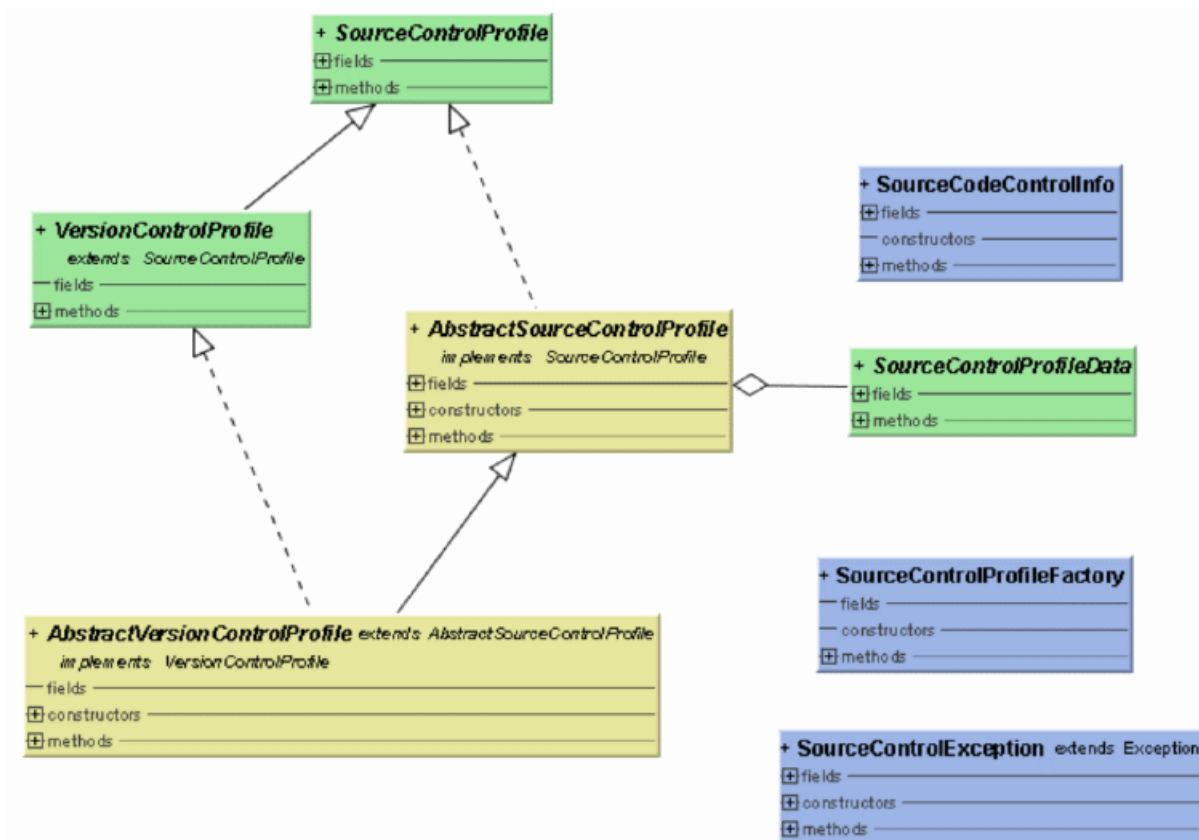 + SourceControlProfile
+ fields
+ methods
+ VersionControlProfile
extends SourceControlProfile
fields
+ methods
+ SourceCodeControlInfo
+ fields
constructors
+ methods
+ AbstractSourceControlProfile
implements SourceControlProfile
+ fields
+ constructors
+ methods
+ SourceControlProfileData
+ fields
+ methods
+ SourceControlProfileFactory
fields
constructors
+ methods
+ AbstractVersionControlProfile extends AbstractSourceControlProfile
implements VersionControlProfile
fields
+ constructors
+ methods
+ SourceControlException extends Exception
+ fields
+ constructors
+ methods